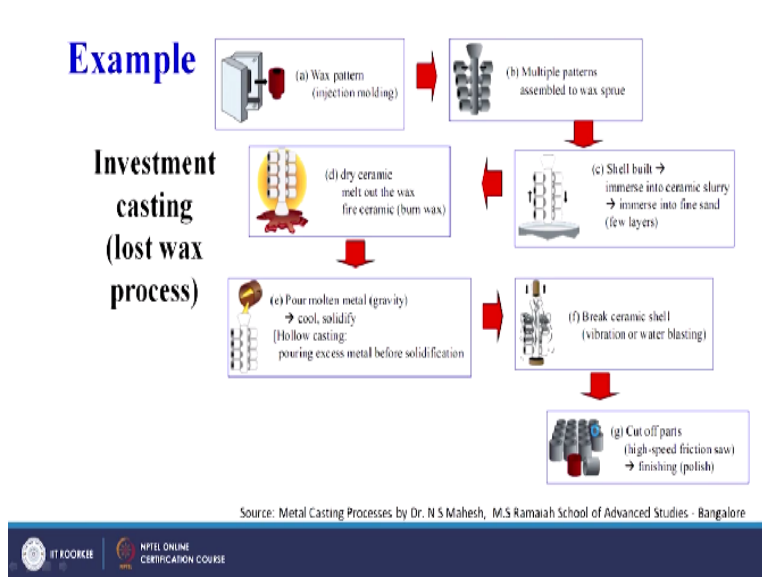 Example
(a) Wax pattern
(injection molding)
(b) Multiple patterns
assembled to wax sprue
Investment
casting
(lost wax
process)
(d) dry ceramic
melt out the wax
fire ceramic (burn wax)
(c) Shell built →
immerse into ceramic slurry
→ immerse into fine sand
(few layers)
(e) Pour molten metal (gravity)
→ cool, solidify
[Hollow casting:
pouring excess metal before solidification
(f) Break ceramic shell
(vibration or water blasting)
(g) Cut off parts
(high-speed friction saw)
→ finishing (polish)
Source: Metal Casting Processes by Dr. N S Mahesh, M.S Ramaiah School of Advanced Studies - Bangalore
IIT ROORKEE
NPTEL ONLINE
CERTIFICATION COURSE
NPTEL